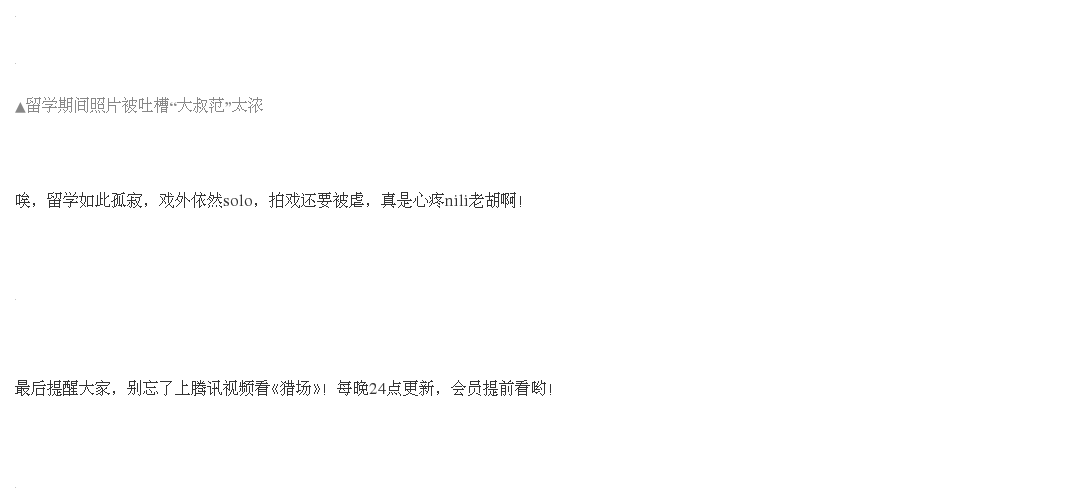 ▲留学期间照片被吐槽“大叔范”太浓
唉，留学如此孤寂，戏外依然solo，拍戏还要被虐，真是心疼nili老胡啊！
最后提醒大家，别忘了上腾讯视频看《猎场》！每晚24点更新，会员提前看哟！